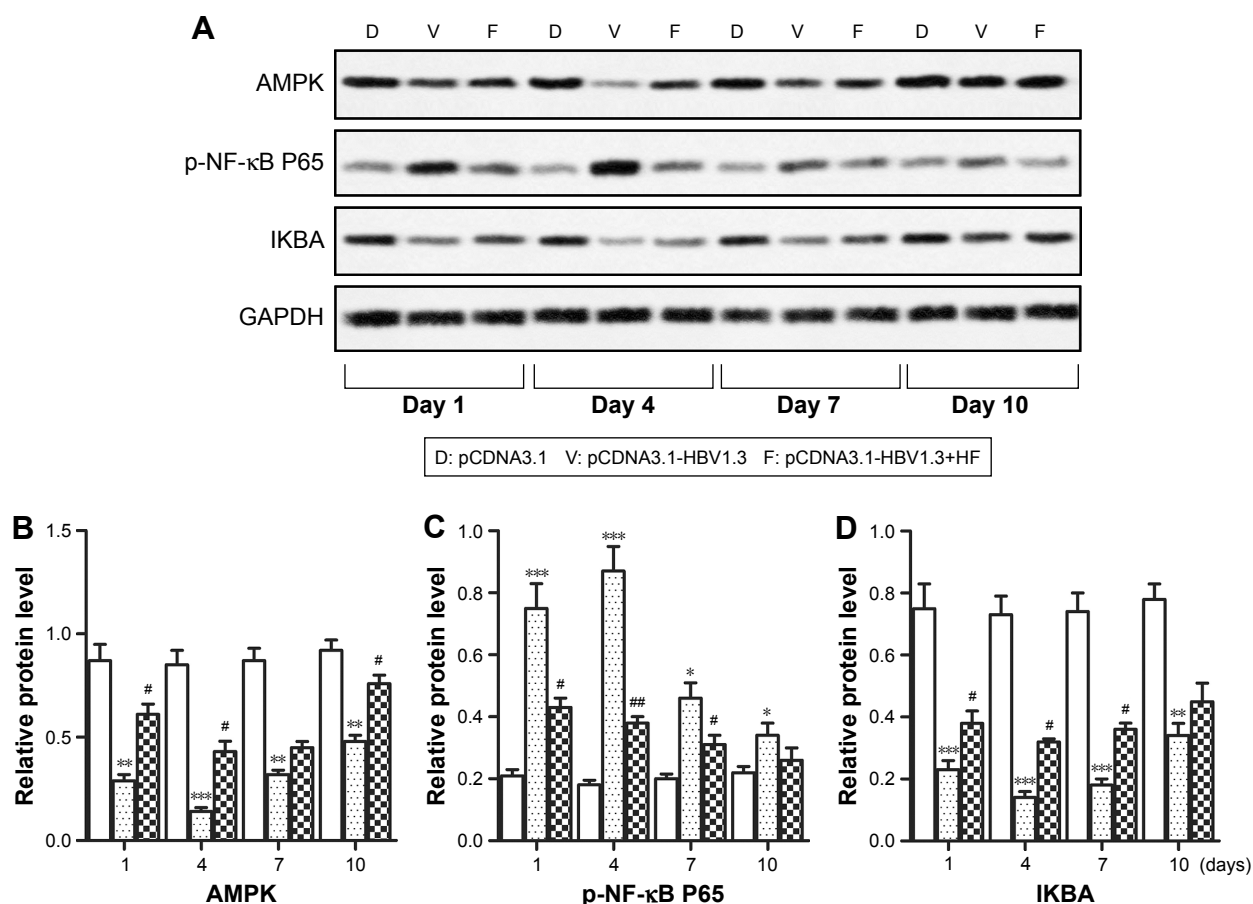 A
D V F D V F D V F D V F
AMPK
p-NF-κB P65
IKBA
GAPDH
Day 1 Day 4 Day 7 Day 10
D: pCDNA3.1 V: pCDNA3.1-HBV1.3 F: pCDNA3.1-HBV1.3+HF
B
Relative protein level
1.5
1.0
0.5
0.0
** # *** # ** ** #
1 4 7 10
AMPK
C
Relative protein level
1.0
0.8
0.6
0.4
0.2
0.0
*** # *** ## * # *
1 4 7 10
p-NF-κB P65
D
Relative protein level
1.0
0.8
0.6
0.4
0.2
0.0
*** # *** # *** # **
1 4 7 10 (days)
IKBA